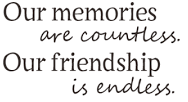 Our memories
are countless.
Our friendship
is endless.